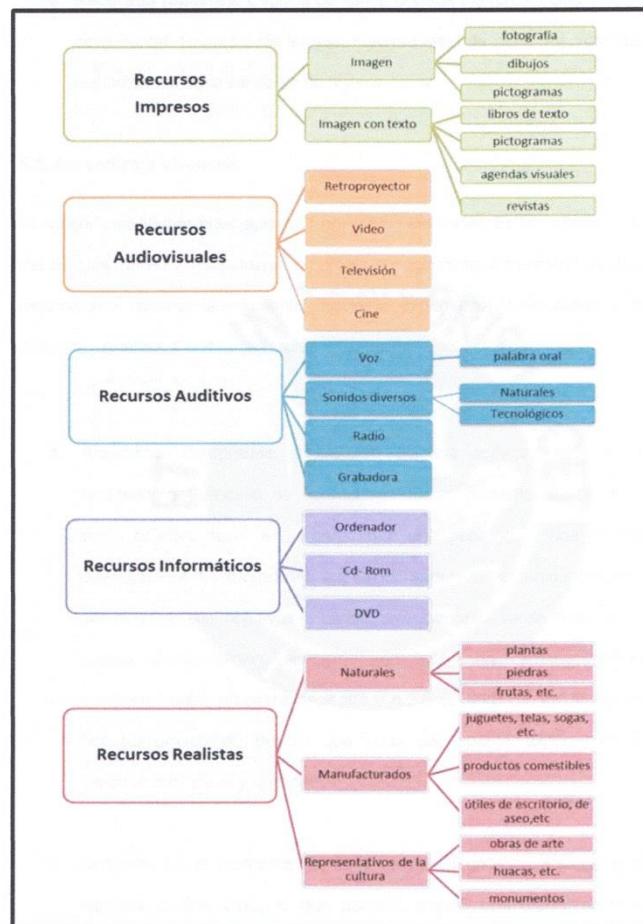 Recursos
Impresos
Imagen
fotografía
dibujos
pictogramas
Imagen con texto
libros de texto
pictogramas
agendas visuales
revistas
Recursos
Audiovisuales
Retroproyector
Video
Televisión
Cine
Recursos Auditivos
Voz
palabra oral
Sonidos diversos
Naturales
Tecnológicos
Radio
Grabadora
Recursos Informáticos
Ordenador
Cd- Rom
DVD
Recursos Realistas
Naturales
plantas
piedras
frutas, etc.
Manufacturados
juguetes, telas, sogas,
etc.
productos comestibles
útiles de escritorio, de
aseo,etc
Representativos de la
cultura
obras de arte
huacas, etc.
monumentos